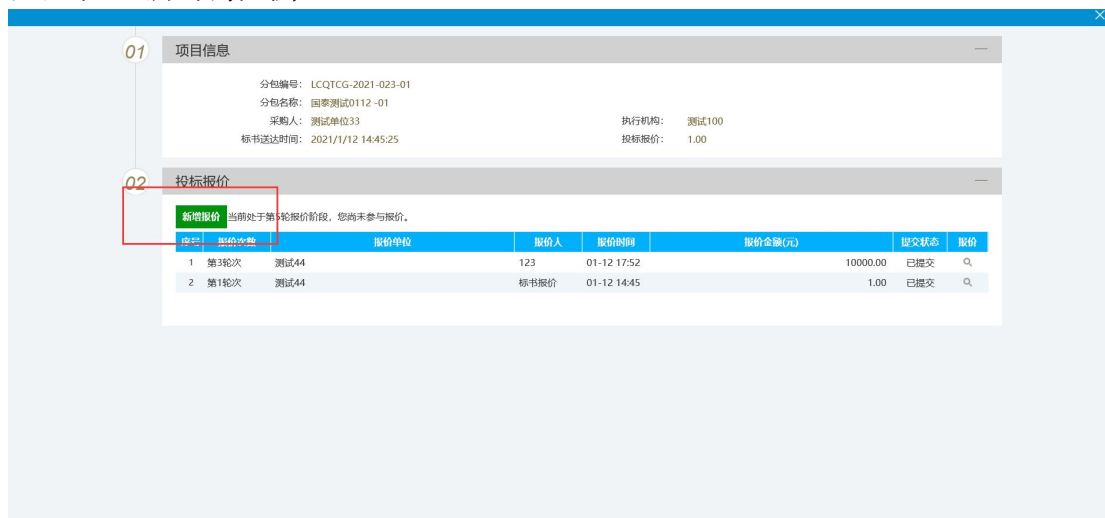 01 项目信息
分包编号： LCQTCG-2021-023-01
分包名称： 国泰测试0112 -01
采购人： 测试单位33 执行机构： 测试100
标书送达时间： 2021/1/12 14:45:25 投标报价： 1.00
02 投标报价
新增报价 当前处于第5轮报价阶段，您尚未参与报价。
序号 报价次数 报价单位 报价人 报价时间 报价金额(元) 提交状态 报价
1 第3轮次 测试44 123 01-12 17:52 10000.00 已提交
2 第1轮次 测试44 标书报价 01-12 14:45 1.00 已提交